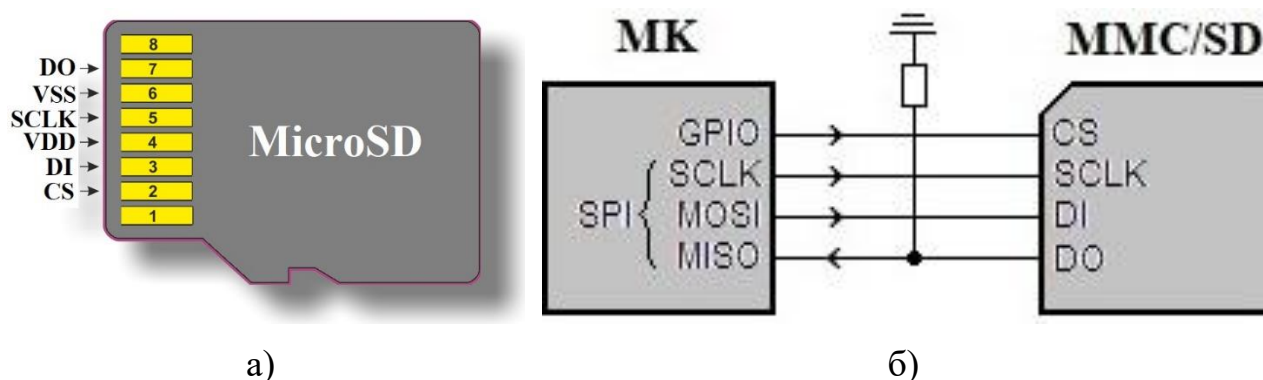 8
DO 7
VSS 6
SCLK 5
VDD 4
DI 3
CS 2
1
MicroSD
а)
МК
MMC/SD
GPIO
SCLK
SPI
MOSI
MISO
CS
SCLK
DI
DO
б)